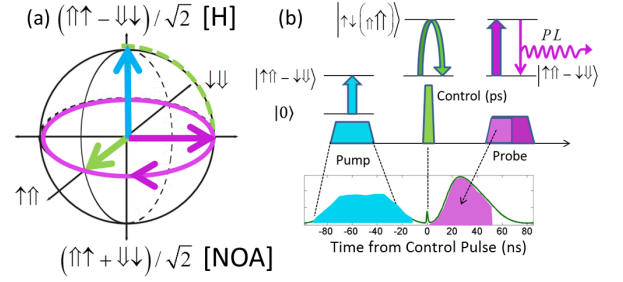 (a) (⇑↑ − ⇓↓) / √2 [H]
↓⇓
↑⇑
(⇑↑ + ⇓↓) / √2 [NOA]
(b)
|↑↓(⇑⇑)⟩
PL
|↑⇑ − ↓⇓⟩
|↑⇑ − ↓⇓⟩
|0⟩
Control (ps)
Pump
Probe
-80 -60 -40 -20 0 20 40 60 80
Time from Control Pulse (ns)